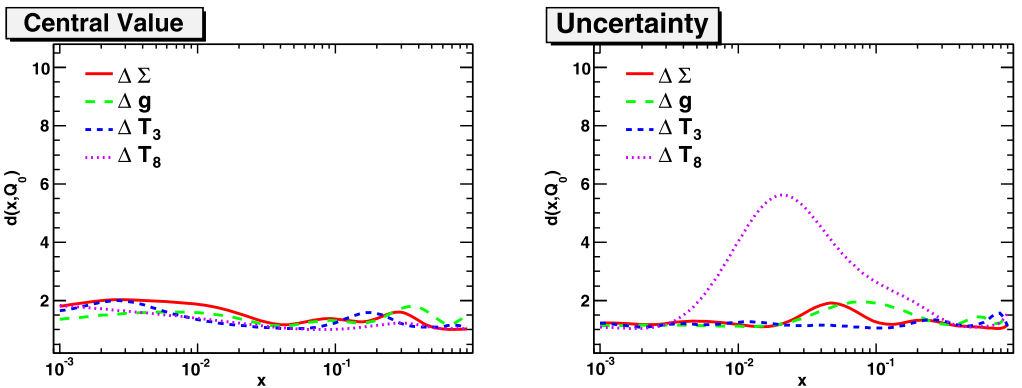 Central Value
d(x,Q₀)
10
8
6
4
2
Δ Σ
Δ g
Δ T₃
Δ T₈
10⁻³
10⁻²
10⁻¹
x
Uncertainty
d(x,Q₀)
10
8
6
4
2
Δ Σ
Δ g
Δ T₃
Δ T₈
10⁻³
10⁻²
10⁻¹
x